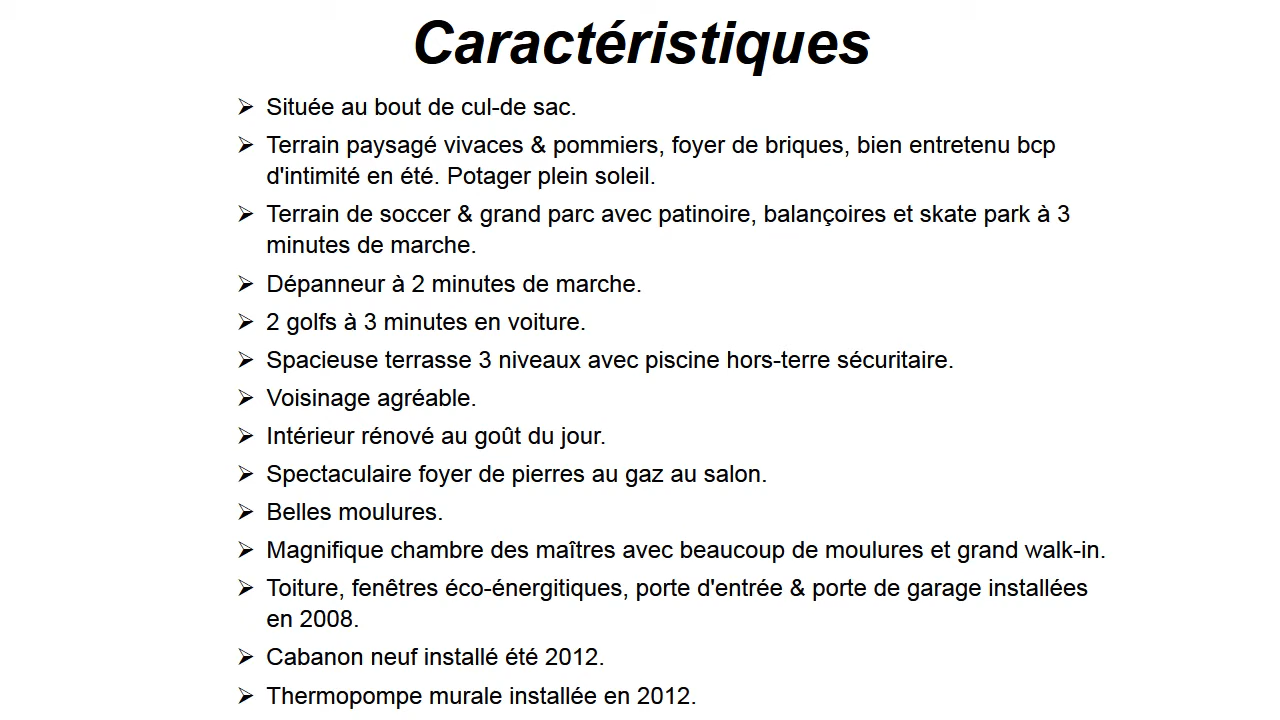 Caractéristiques
➢ Située au bout de cul-de sac.
➢ Terrain paysagé vivaces & pommiers, foyer de briques, bien entretenu bcp
d'intimité en été. Potager plein soleil.
➢ Terrain de soccer & grand parc avec patinoire, balançoires et skate park à 3
minutes de marche.
➢ Dépanneur à 2 minutes de marche.
➢ 2 golfs à 3 minutes en voiture.
➢ Spacieuse terrasse 3 niveaux avec piscine hors-terre sécuritaire.
➢ Voisinage agréable.
➢ Intérieur rénové au goût du jour.
➢ Spectaculaire foyer de pierres au gaz au salon.
➢ Belles moulures.
➢ Magnifique chambre des maîtres avec beaucoup de moulures et grand walk-in.
➢ Toiture, fenêtres éco-énergitiques, porte d'entrée & porte de garage installées
en 2008.
➢ Cabanon neuf installé été 2012.
➢ Thermopompe murale installée en 2012.